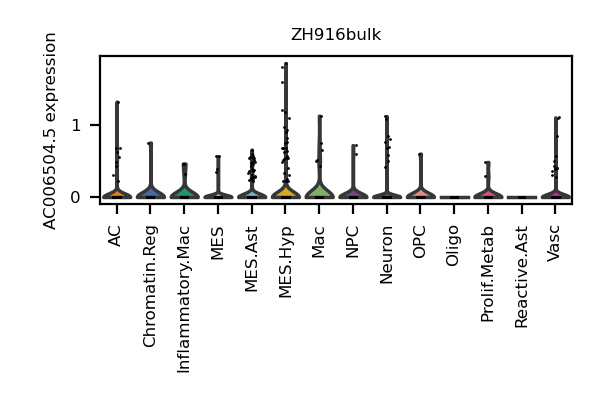 ZH916bulk
AC006504.5 expression
1
0
AC
Chromatin.Reg
Inflammatory.Mac
MES
MES.Ast
MES.Hyp
Mac
NPC
Neuron
OPC
Oligo
Prolif.Metab
Reactive.Ast
Vasc